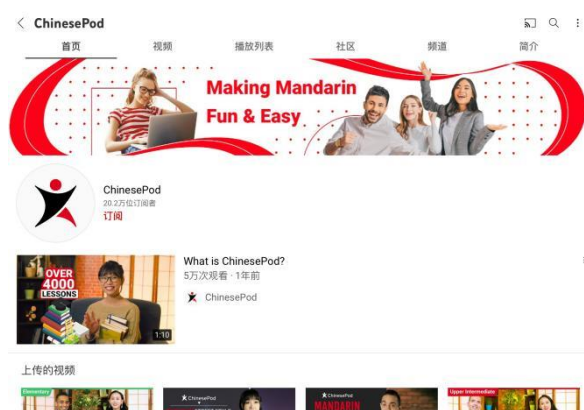 ChinesePod
首页 视频 播放列表 社区 频道 简介
Making Mandarin
Fun & Easy
ChinesePod
20.2万位订阅者
订阅
OVER
4000
LESSONS
1:10
What is ChinesePod?
5万次观看 · 1年前
ChinesePod
上传的视频
Elementary
ChinesePod
ChinesePod
MANDARIN
Upper Intermediate